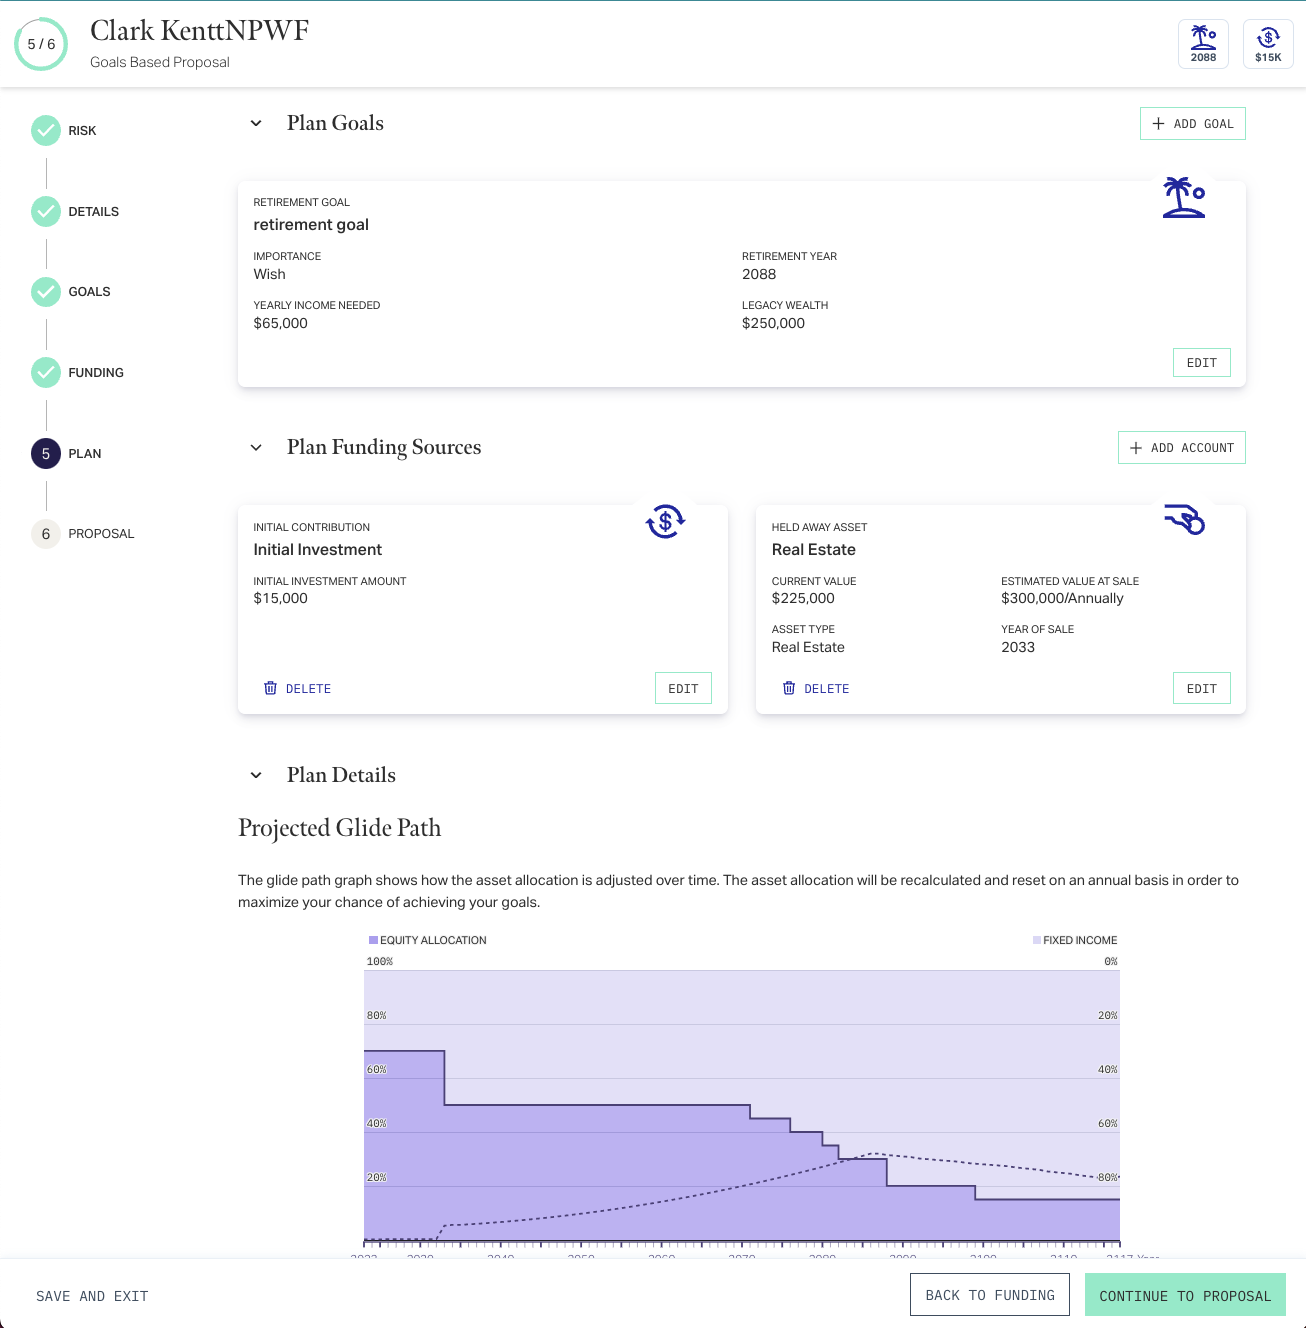 5 / 6
Clark KenttNPWF
Goals Based Proposal
2088
$15K
RISK
DETAILS
GOALS
FUNDING
5 PLAN
6 PROPOSAL
Plan Goals
+ ADD GOAL
RETIREMENT GOAL
retirement goal
IMPORTANCE
Wish
RETIREMENT YEAR
2088
YEARLY INCOME NEEDED
$65,000
LEGACY WEALTH
$250,000
EDIT
Plan Funding Sources
+ ADD ACCOUNT
INITIAL CONTRIBUTION
Initial Investment
INITIAL INVESTMENT AMOUNT
$15,000
DELETE
EDIT
HELD AWAY ASSET
Real Estate
CURRENT VALUE
$225,000
ESTIMATED VALUE AT SALE
$300,000/Annually
ASSET TYPE
Real Estate
YEAR OF SALE
2033
DELETE
EDIT
Plan Details
Projected Glide Path
The glide path graph shows how the asset allocation is adjusted over time. The asset allocation will be recalculated and reset on an annual basis in order to
maximize your chance of achieving your goals.
EQUITY ALLOCATION
FIXED INCOME
100% 0%
80% 20%
60% 40%
40% 60%
20% 80%
SAVE AND EXIT
BACK TO FUNDING
CONTINUE TO PROPOSAL